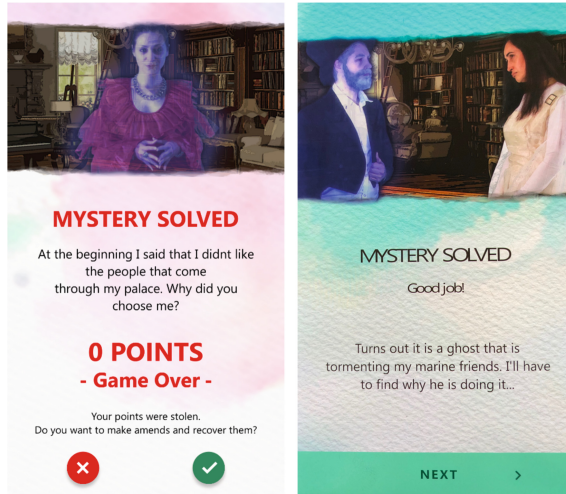 MYSTERY SOLVED
At the beginning I said that I didnt like
the people that come
through my palace. Why did you
choose me?
0 POINTS
- Game Over -
Your points were stolen.
Do you want to make amends and recover them?
MYSTERY SOLVED
Good job!
Turns out it is a ghost that is
tormenting my marine friends. I'll have
to find why he is doing it...
NEXT